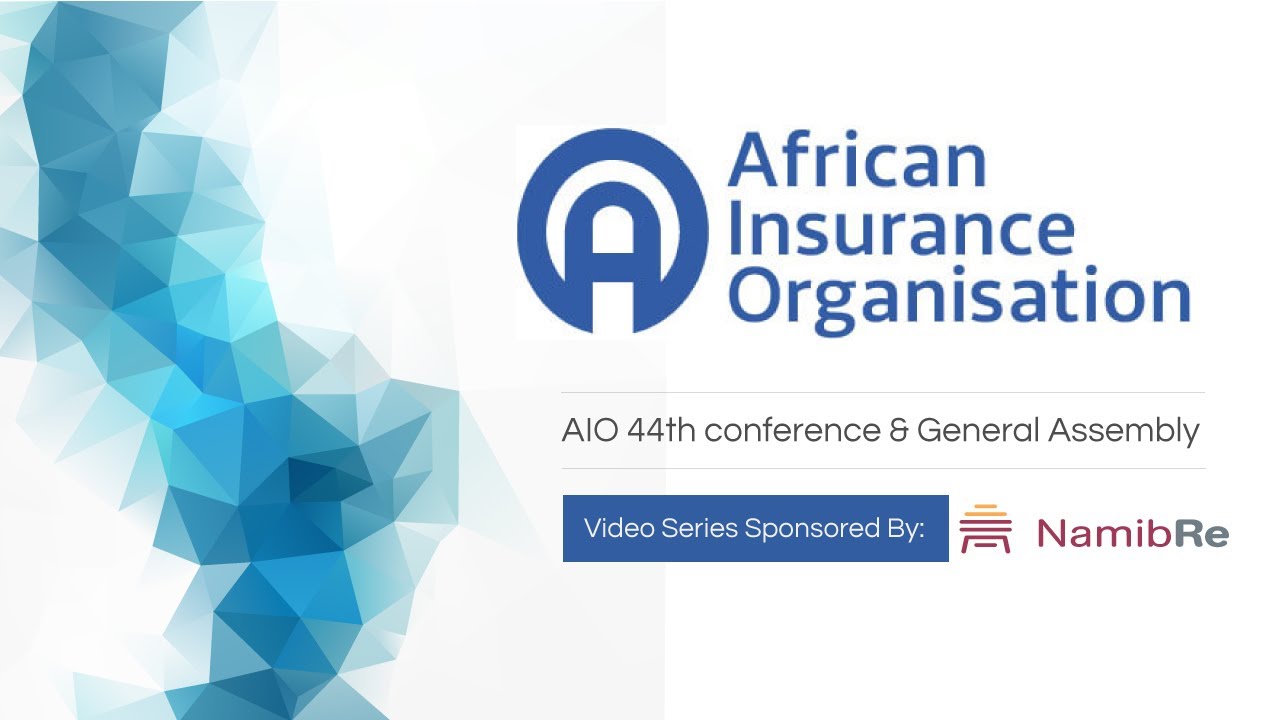 African
Insurance
Organisation
AIO 44th conference & General Assembly
Video Series Sponsored By:
NamibRe